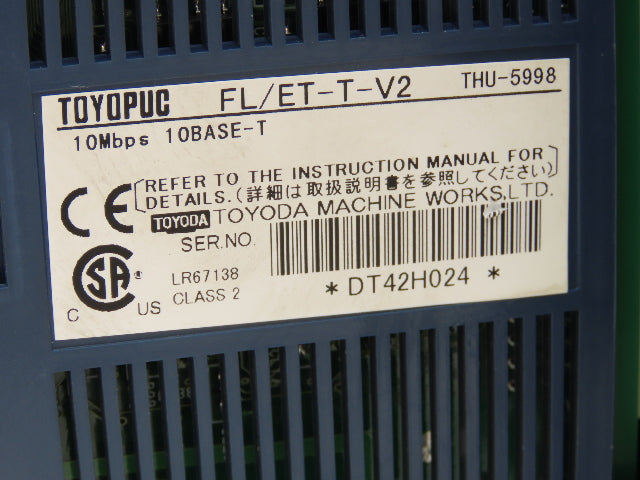 TOYOPUC FL/ET-T-V2 THU-5998
10Mbps 10BASE-T
CE REFER TO THE INSTRUCTION MANUAL FOR
DETAILS.(詳細は取扱説明書を参照してください)
TOYODA TOYODA MACHINE WORKS,LTD.
SER.NO.
*DT42H024 *
SA ®
C US
LR67138
CLASS 2